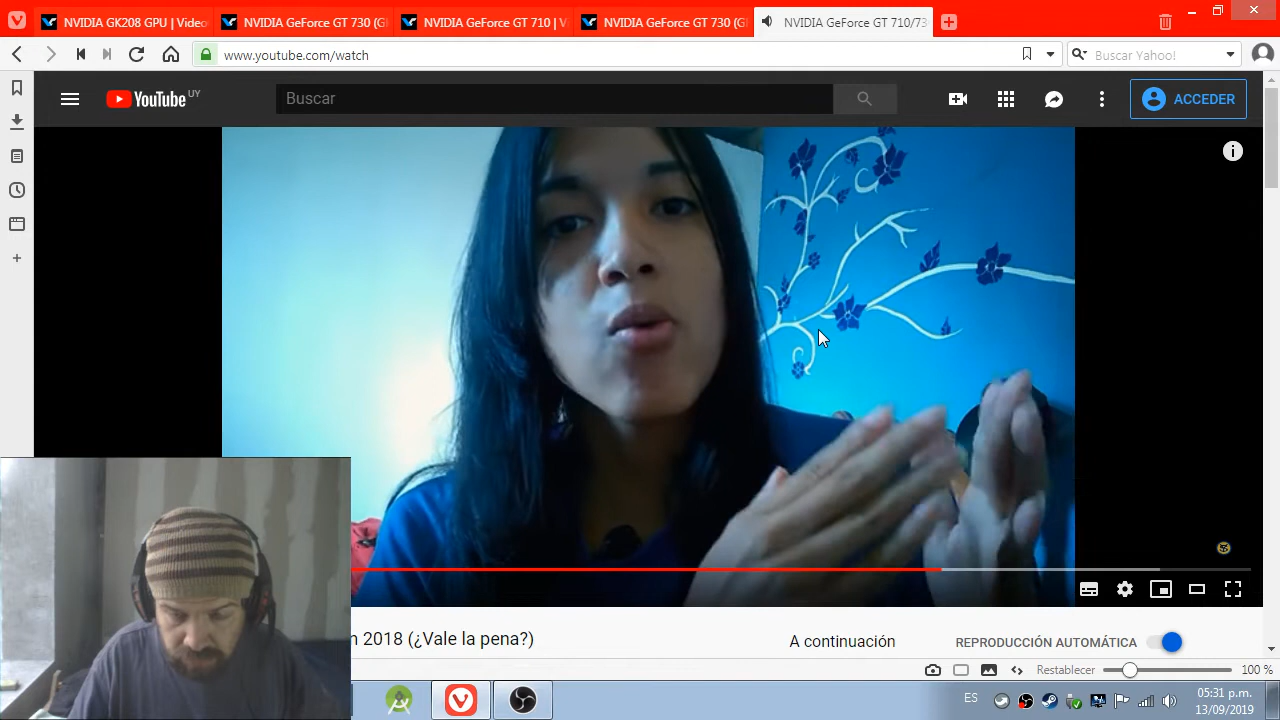 NVIDIA GK208 GPU | Video
NVIDIA GeForce GT 730 (G
NVIDIA GeForce GT 710 | V
NVIDIA GeForce GT 730 (G
NVIDIA GeForce GT 710/73
www.youtube.com/watch
Buscar Yahoo!
YouTube UY
Buscar
ACCEDER
n 2018 (¿Vale la pena?)
A continuación
REPRODUCCIÓN AUTOMÁTICA
Restablecer
100 %
ES
05:31 p.m.
13/09/2019